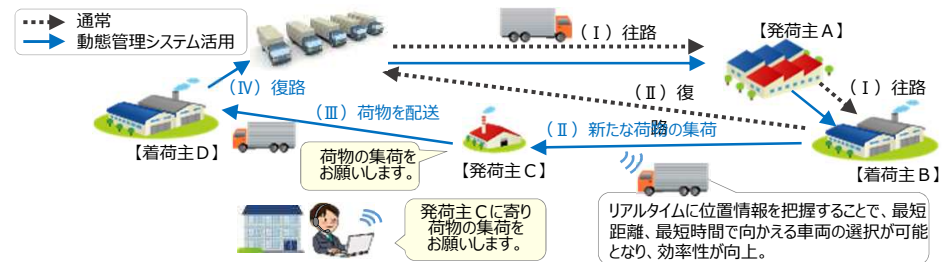 通常
動態管理システム活用
(Ⅰ)往路
【発荷主A】
(Ⅰ)往路
(Ⅱ)復
路
(Ⅳ)復路
(Ⅲ)荷物を配送
(Ⅱ)新たな荷物の集荷
【着荷主D】
荷物の集荷を
お願いします。
【発荷主C】
【着荷主B】
発荷主Cに寄り
荷物の集荷を
お願いします。
リアルタイムに位置情報を把握することで、最短
距離、最短時間で向かえる車両の選択が可能
となり、効率性が向上。